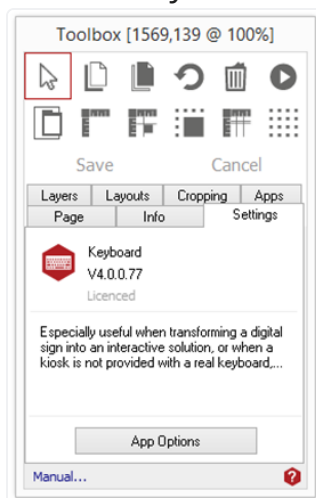 Toolbox [1569,139 @ 100%]
Save Cancel
Layers Layouts Cropping Apps
Page Info Settings
Keyboard
V4.0.0.77
Licenced
Especially useful when transforming a digital
sign into an interactive solution, or when a
kiosk is not provided with a real keyboard,...
App Options
Manual... ?